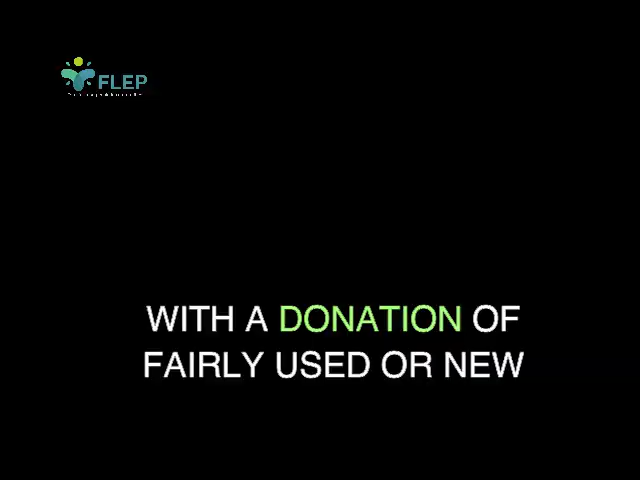 FLEP
WITH A DONATION OF
FAIRLY USED OR NEW